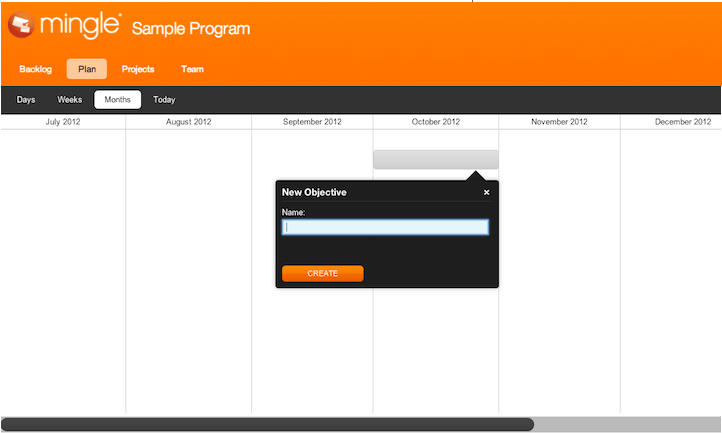 mingle Sample Program
Backlog Plan Projects Team
Days Weeks Months Today
July 2012 August 2012 September 2012 October 2012 November 2012 December 2012
New Objective ×
Name:
CREATE